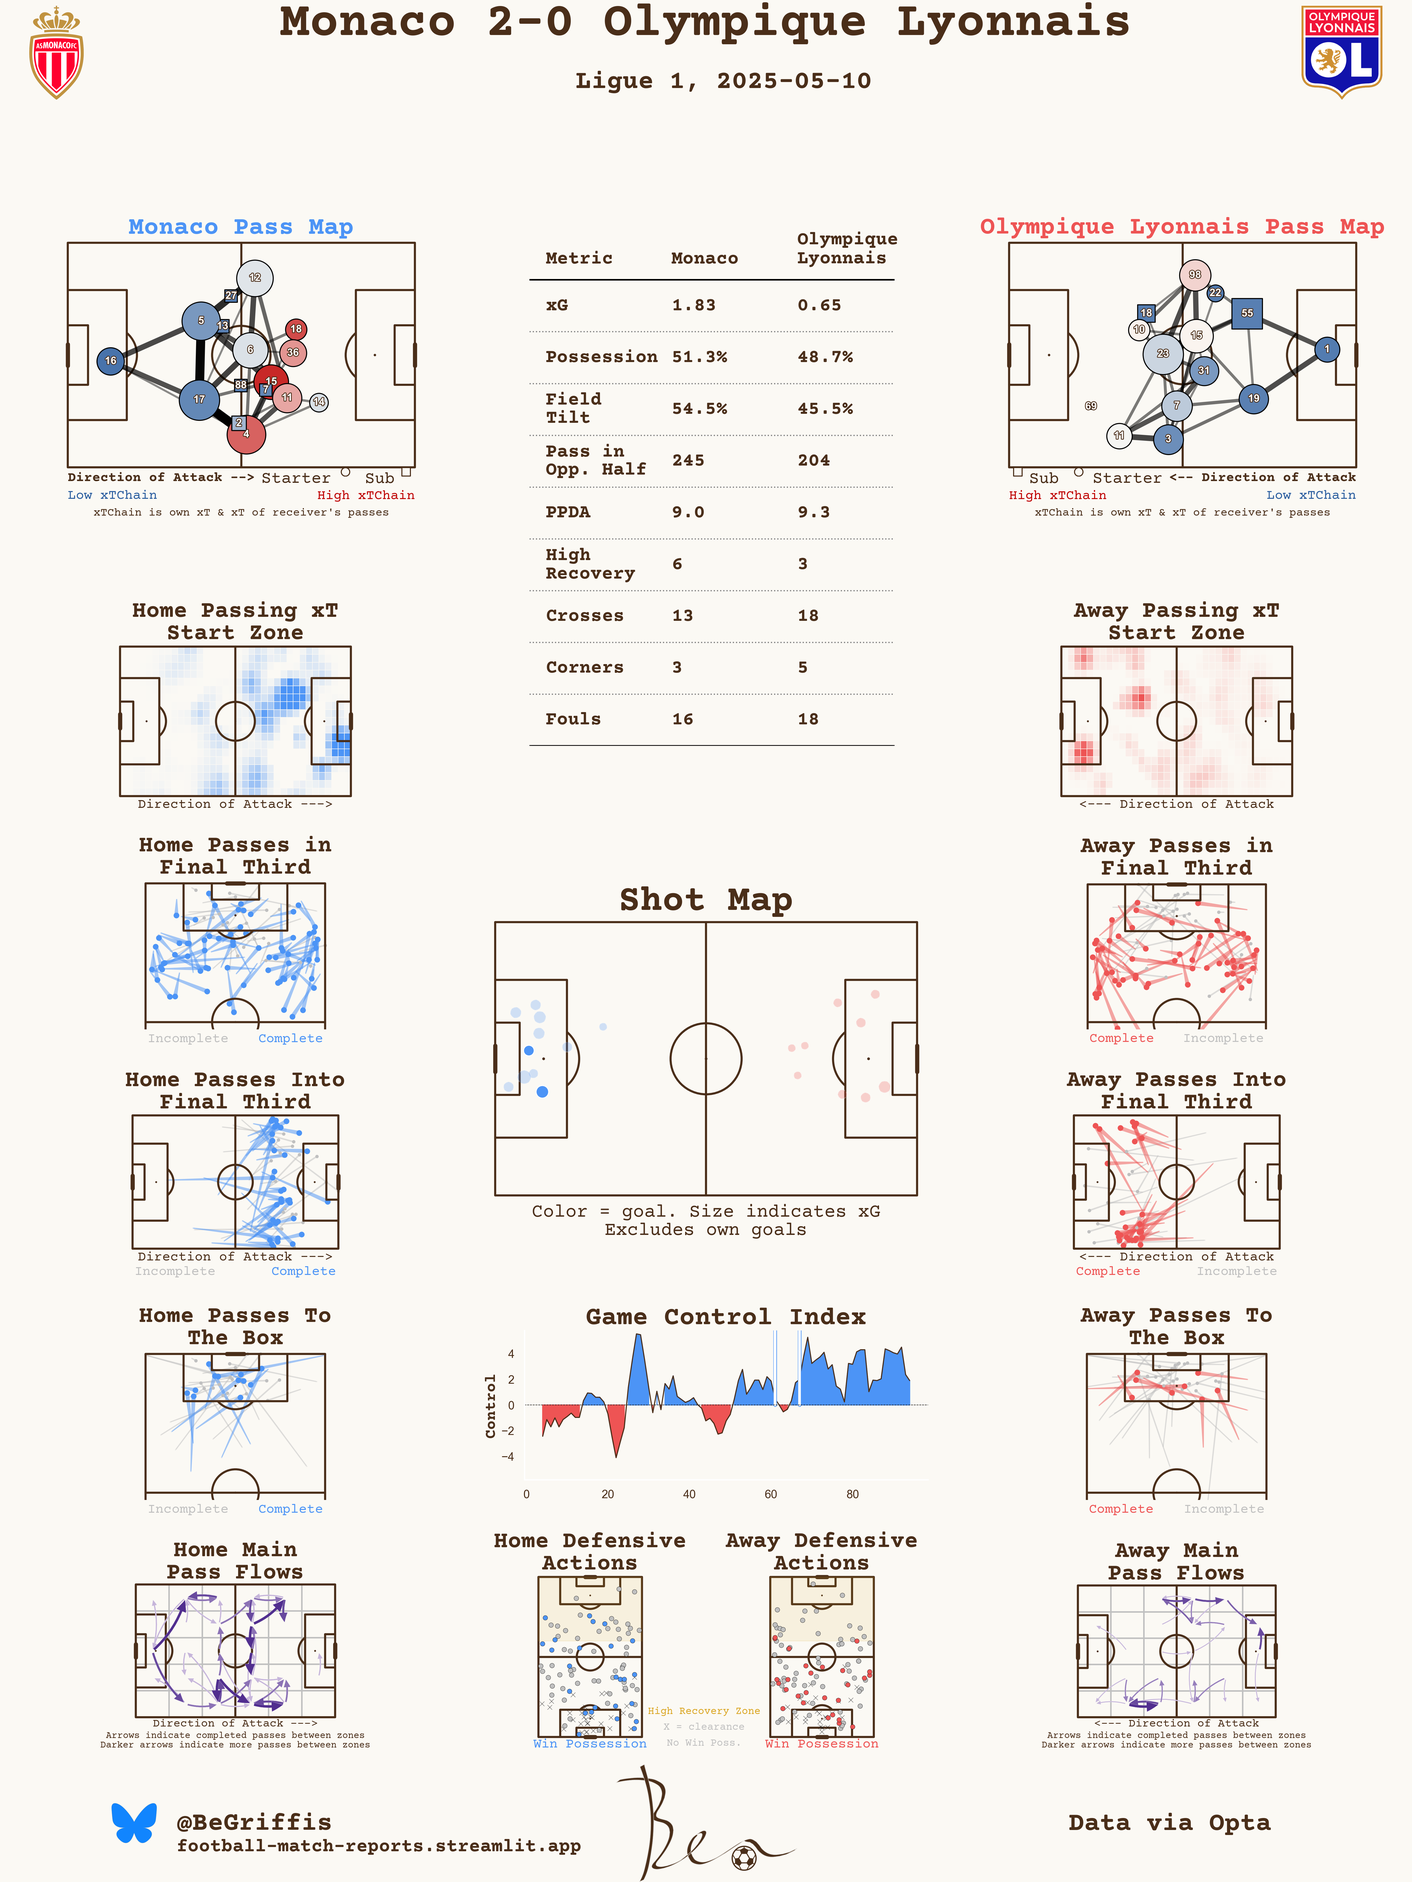 Monaco 2-0 Olympique Lyonnais
Ligue 1, 2025-05-10
AS MONACO FC
OLYMPIQUE
LYONNAIS
OL
Monaco Pass Map
12
27
5
13
18
6
36
16
15
88
7
11
14
17
2
4
Direction of Attack --> Starter Sub
Low xTChain High xTChain
xTChain is own xT & xT of receiver's passes
Metric Monaco Olympique Lyonnais
xG 1.83 0.65
Possession 51.3% 48.7%
Field Tilt 54.5% 45.5%
Pass in Opp. Half 245 204
PPDA 9.0 9.3
High Recovery 6 3
Crosses 13 18
Corners 3 5
Fouls 16 18
Olympique Lyonnais Pass Map
98
22
18
55
10
15
23
1
31
69
7
19
11
3
Sub Starter <-- Direction of Attack
High xTChain Low xTChain
xTChain is own xT & xT of receiver's passes
Home Passing xT
Start Zone
Direction of Attack --->
Away Passing xT
Start Zone
<--- Direction of Attack
Home Passes in
Final Third
Incomplete Complete
Away Passes in
Final Third
Complete Incomplete
Shot Map
Color = goal. Size indicates xG
Excludes own goals
Home Passes Into
Final Third
Direction of Attack --->
Incomplete Complete
Away Passes Into
Final Third
<--- Direction of Attack
Complete Incomplete
Home Passes To
The Box
Incomplete Complete
Game Control Index
Control
4
2
0
−2
−4
0 20 40 60 80
Away Passes To
The Box
Complete Incomplete
Home Main
Pass Flows
Direction of Attack --->
Arrows indicate completed passes between zones
Darker arrows indicate more passes between zones
Home Defensive
Actions
Win Possession
High Recovery Zone
X = clearance
No Win Poss.
Away Defensive
Actions
Win Possession
Away Main
Pass Flows
<--- Direction of Attack
Arrows indicate completed passes between zones
Darker arrows indicate more passes between zones
@BeGriffis
football-match-reports.streamlit.app
Ben
Data via Opta